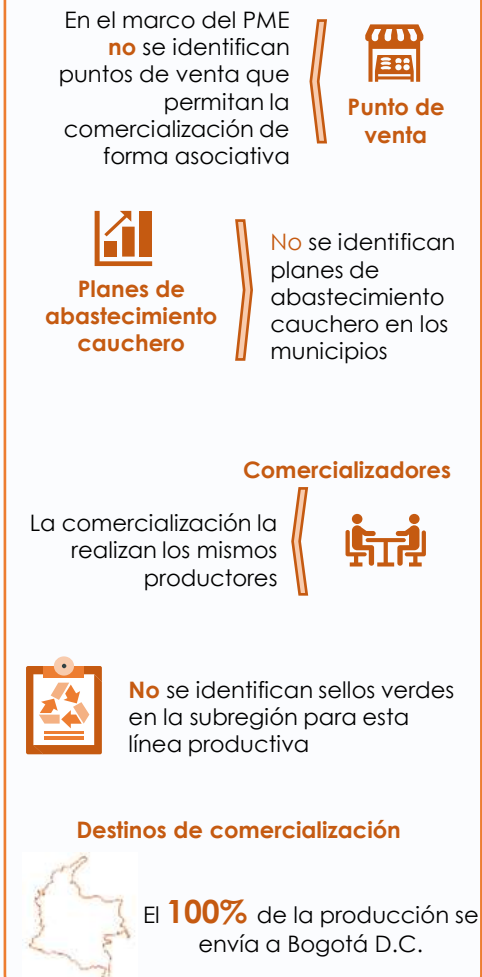 En el marco del PME
no se identifican
puntos de venta que
permitan la
comercialización de
forma asociativa
Punto de
venta
Planes de
abastecimiento
cauchero
No se identifican
planes de
abastecimiento
cauchero en los
municipios
Comercializadores
La comercialización la
realizan los mismos
productores
No se identifican sellos verdes
en la subregión para esta
línea productiva
Destinos de comercialización
El 100% de la producción se
envía a Bogotá D.C.